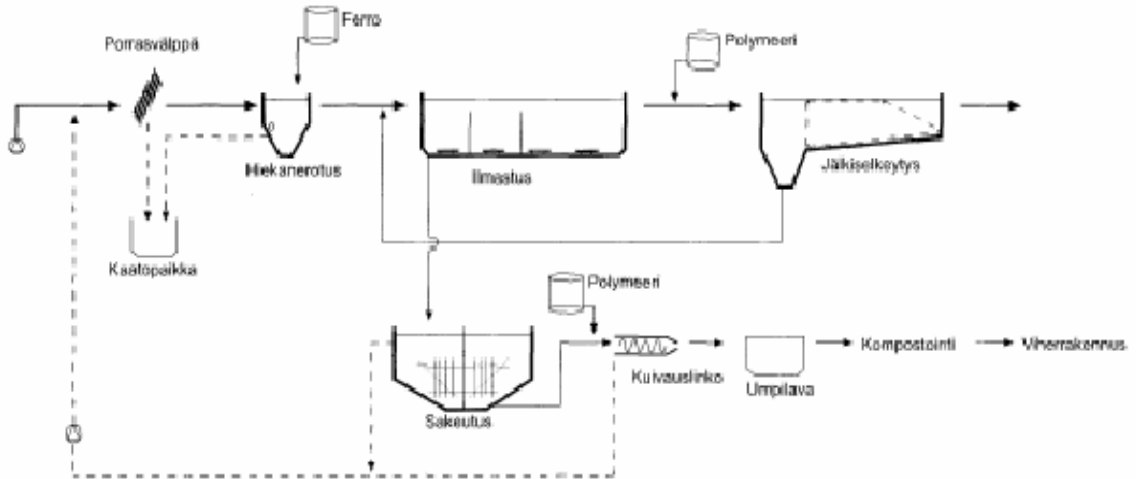 Ferro
Porrasvälppä
Polymeeri
Hiekanerotus
Ilmastus
Jälkiselkeytys
Kaatopaikka
Polymeeri
Kompostointi
Viherrakennus
Kuivauslinko
Umpilava
Sakeutus